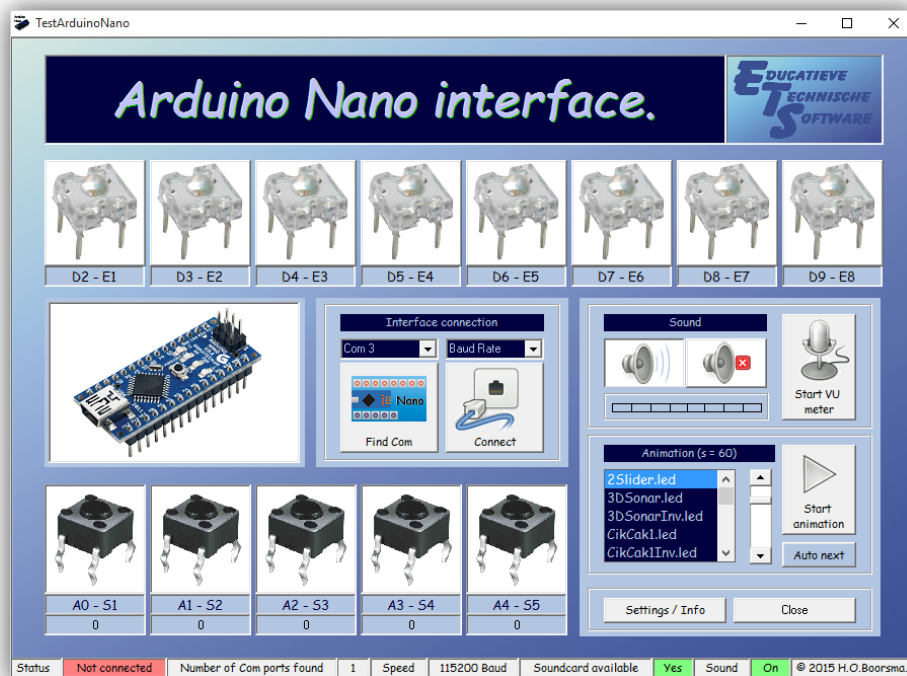 TestArduinoNano
Arduino Nano interface.
EDUCATIEVE
TECHNISCHE
SOFTWARE
D2 - E1
D3 - E2
D4 - E3
D5 - E4
D6 - E5
D7 - E6
D8 - E7
D9 - E8
Interface connection
Com 3
Baud Rate
Nano
Find Com
Connect
Sound
Start VU
meter
Animation (s = 60)
2Slider.led
3DSonar.led
3DSonarInv.led
CikCak1.led
CikCak1Inv.led
Start
animation
Auto next
A0 - S1
A1 - S2
A2 - S3
A3 - S4
A4 - S5
0
0
0
0
0
Settings / Info
Close
Status
Not connected
Number of Com ports found
1
Speed
115200 Baud
Soundcard available
Yes
Sound
On
© 2015 H.O.Boorsma.